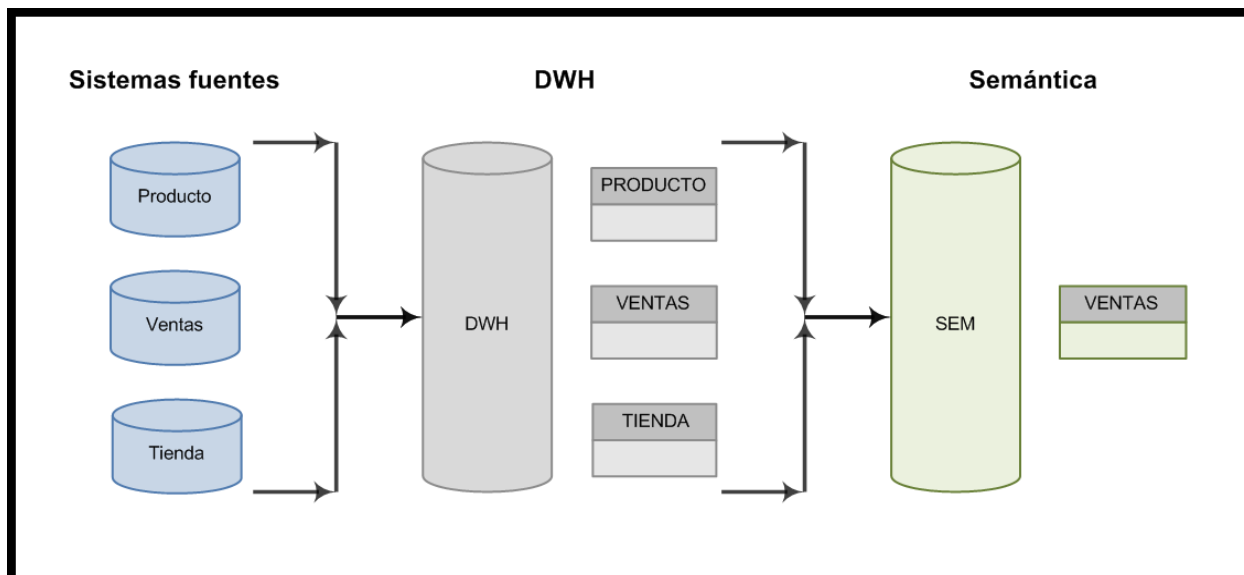 Sistemas fuentes
DWH
Semántica
Producto
Ventas
Tienda
DWH
PRODUCTO
VENTAS
TIENDA
SEM
VENTAS